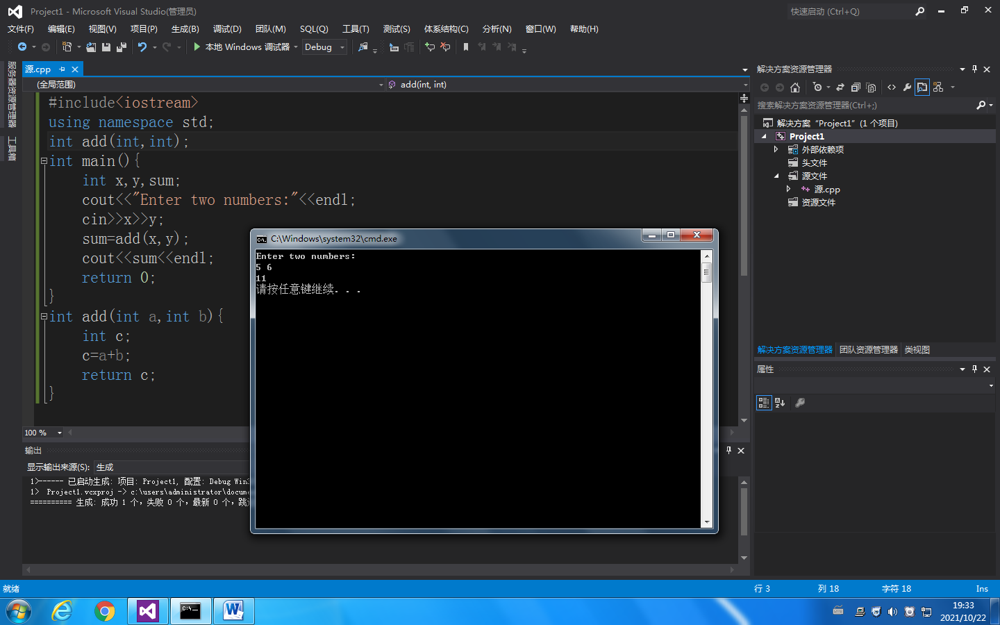 Project1 - Microsoft Visual Studio(管理员)
快速启动 (Ctrl+Q)
文件(F) 编辑(E) 视图(V) 项目(P) 生成(B) 调试(D) 团队(M) SQL(Q) 工具(T) 测试(S) 体系结构(C) 分析(N) 窗口(W) 帮助(H)
本地 Windows 调试器 Debug
服务器资源管理器
工具箱
源.cpp
(全局范围) add(int, int)
#include<iostream>
using namespace std;
int add(int,int);
int main(){
int x,y,sum;
cout<<"Enter two numbers:"<<endl;
cin>>x>>y;
sum=add(x,y);
cout<<sum<<endl;
return 0;
}
int add(int a,int b){
int c;
c=a+b;
return c;
}
100 %
C:\Windows\system32\cmd.exe
Enter two numbers:
5 6
11
请按任意键继续. . .
输出
显示输出来源(S): 生成
1>------ 已启动生成: 项目: Project1, 配置: Debug Win3
1> Project1.vcxproj -> c:\users\administrator\docume
========== 生成: 成功 1 个，失败 0 个，最新 0 个，跳过
解决方案资源管理器
搜索解决方案资源管理器(Ctrl+;)
解决方案 "Project1" (1 个项目)
Project1
外部依赖项
头文件
源文件
源.cpp
资源文件
解决方案资源管理器 团队资源管理器 类视图
属性
就绪 行 3 列 18 字符 18 Ins
19:33
2021/10/22